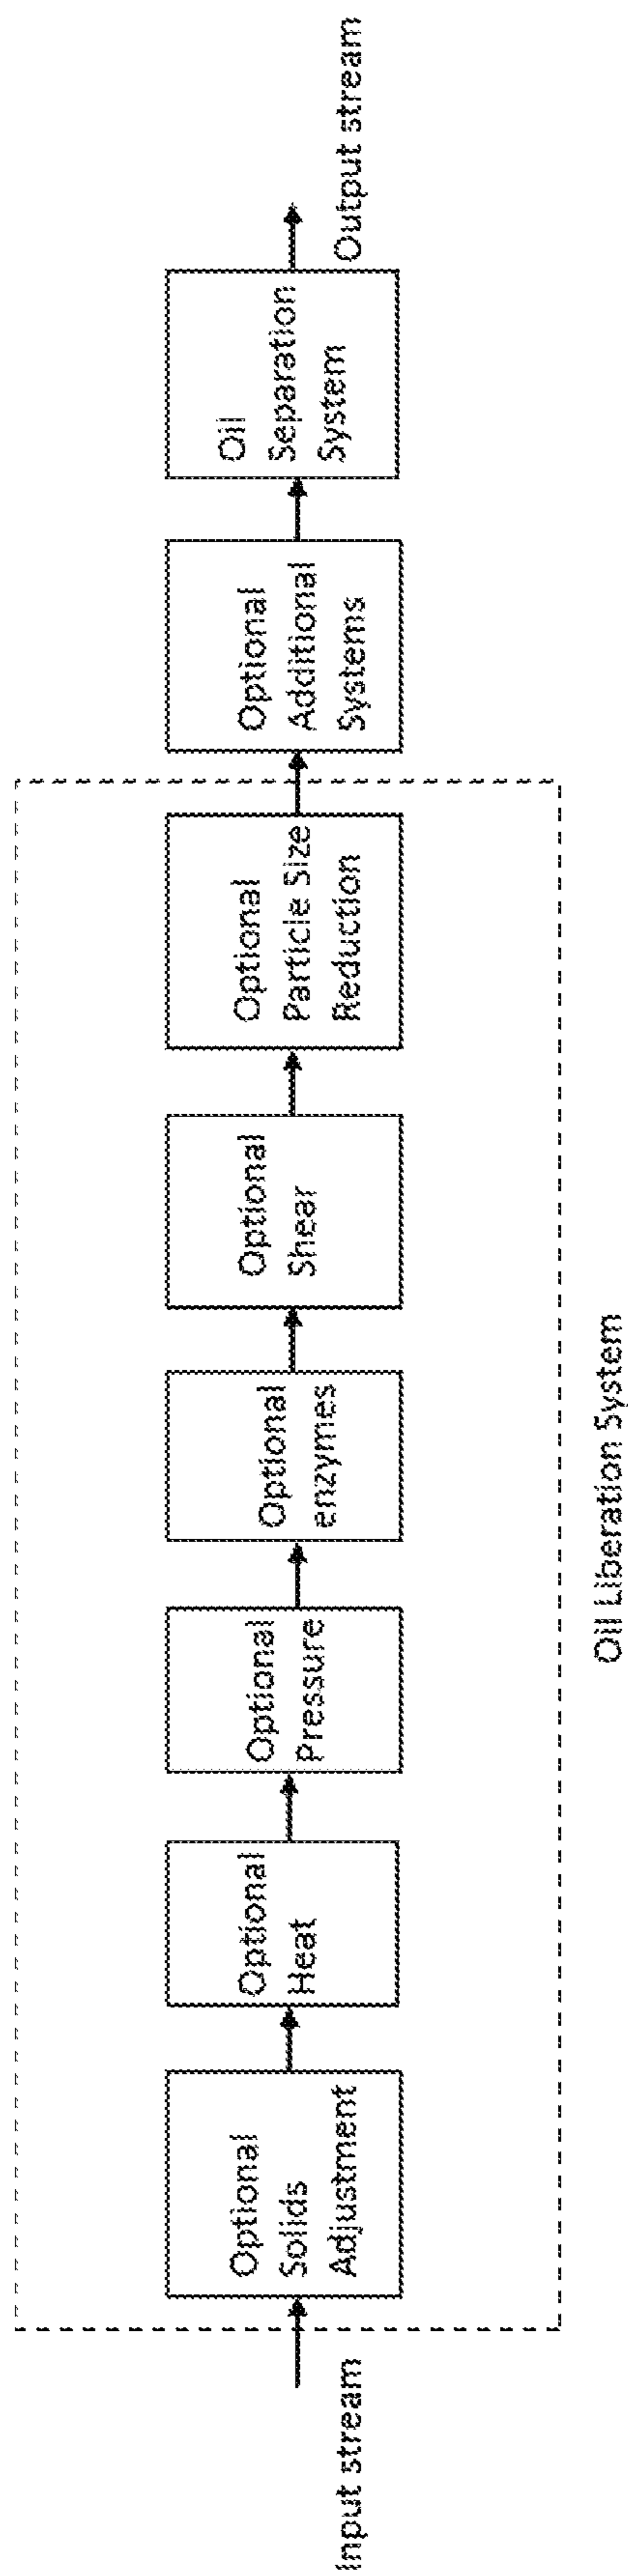 Input stream
Optional
Solids
Adjustment
Optional
Heat
Optional
Pressure
Optional
enzymes
Optional
Shear
Optional
Particle Size
Reduction
Optional
Additional
Systems
Oil
Separation
System
Output stream
Oil Liberation System